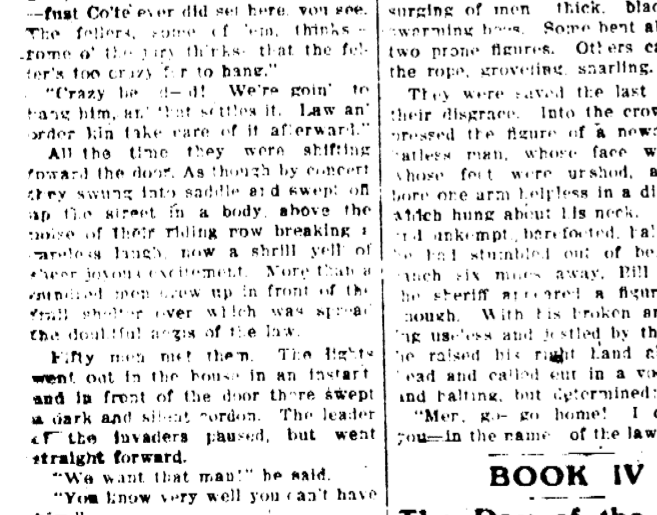 —fust Co'te ever did set here, you see.
The fellers, some of 'em, thinks—
some o' the jury thinks—that the fel-
ler's too crazy fer to hang."
"Crazy be d—d! We're goin' to
hang him, an' that settles it. Law an'
order kin take care of it afterward."
All the time they were shifting
toward the door. As though by concert
they swung into saddle and swept off
up the street in a body, above the
noise of their riding now breaking a
careless laugh, now a shrill yell of
sheer joyous excitement. More than a
hundred men drew up in front of the
frail shelter over which was spread
the doubtful aegis of the law.
Fifty men met them. The lights
went out in the house in an instant
and in front of the door there swept
a dark and silent cordon. The leader
of the invaders paused, but went
straight forward.
"We want that man!" he said.
"You know very well you can't have
surging of men thick, blac
swarming bees. Some bent a
two prone figures. Others ca
the rope, groveling, snarling.
They were saved the last
their disgrace. Into the crow
pressed the figure of a newc
hatless man, whose face w
whose feet were unshod, a
bore one arm helpless in a di
which hung about his neck.
and unkempt, barefooted, hal
he had stumbled out of be
ranch six miles away, Bill
the sheriff appeared a figur
enough. With his broken ar
ing useless and jostled by th
he raised his right hand a
head and called out in a vo
and halting, but determined:
"Men, go— go home! I c
you—in the name of the law
BOOK IV
The Day of the